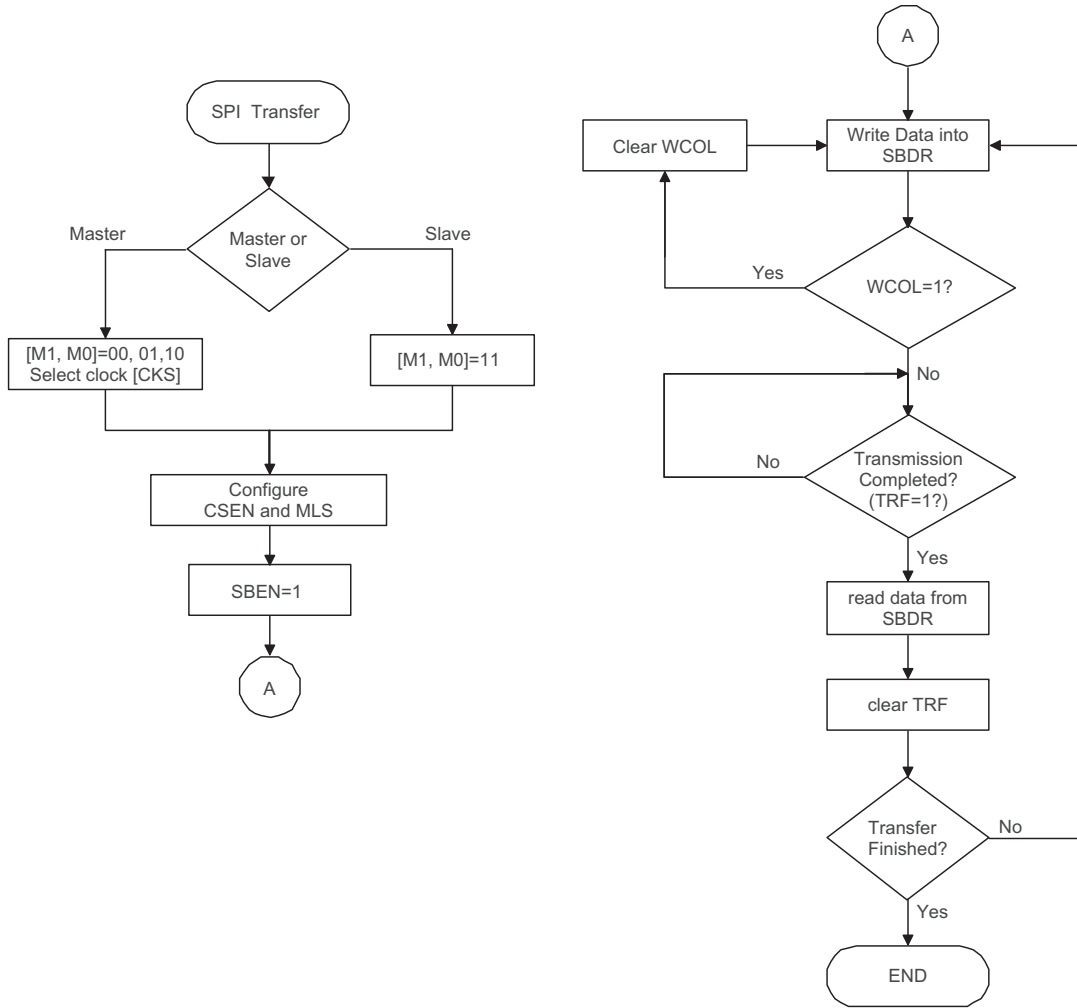 SPI Transfer
Master
Slave
Master or
Slave
[M1, M0]=00, 01,10
Select clock [CKS]
[M1, M0]=11
Configure
CSEN and MLS
SBEN=1
A
A
Clear WCOL
Write Data into
SBDR
Yes
WCOL=1?
No
No
Transmission
Completed?
(TRF=1?)
Yes
read data from
SBDR
clear TRF
Transfer
Finished?
No
Yes
END